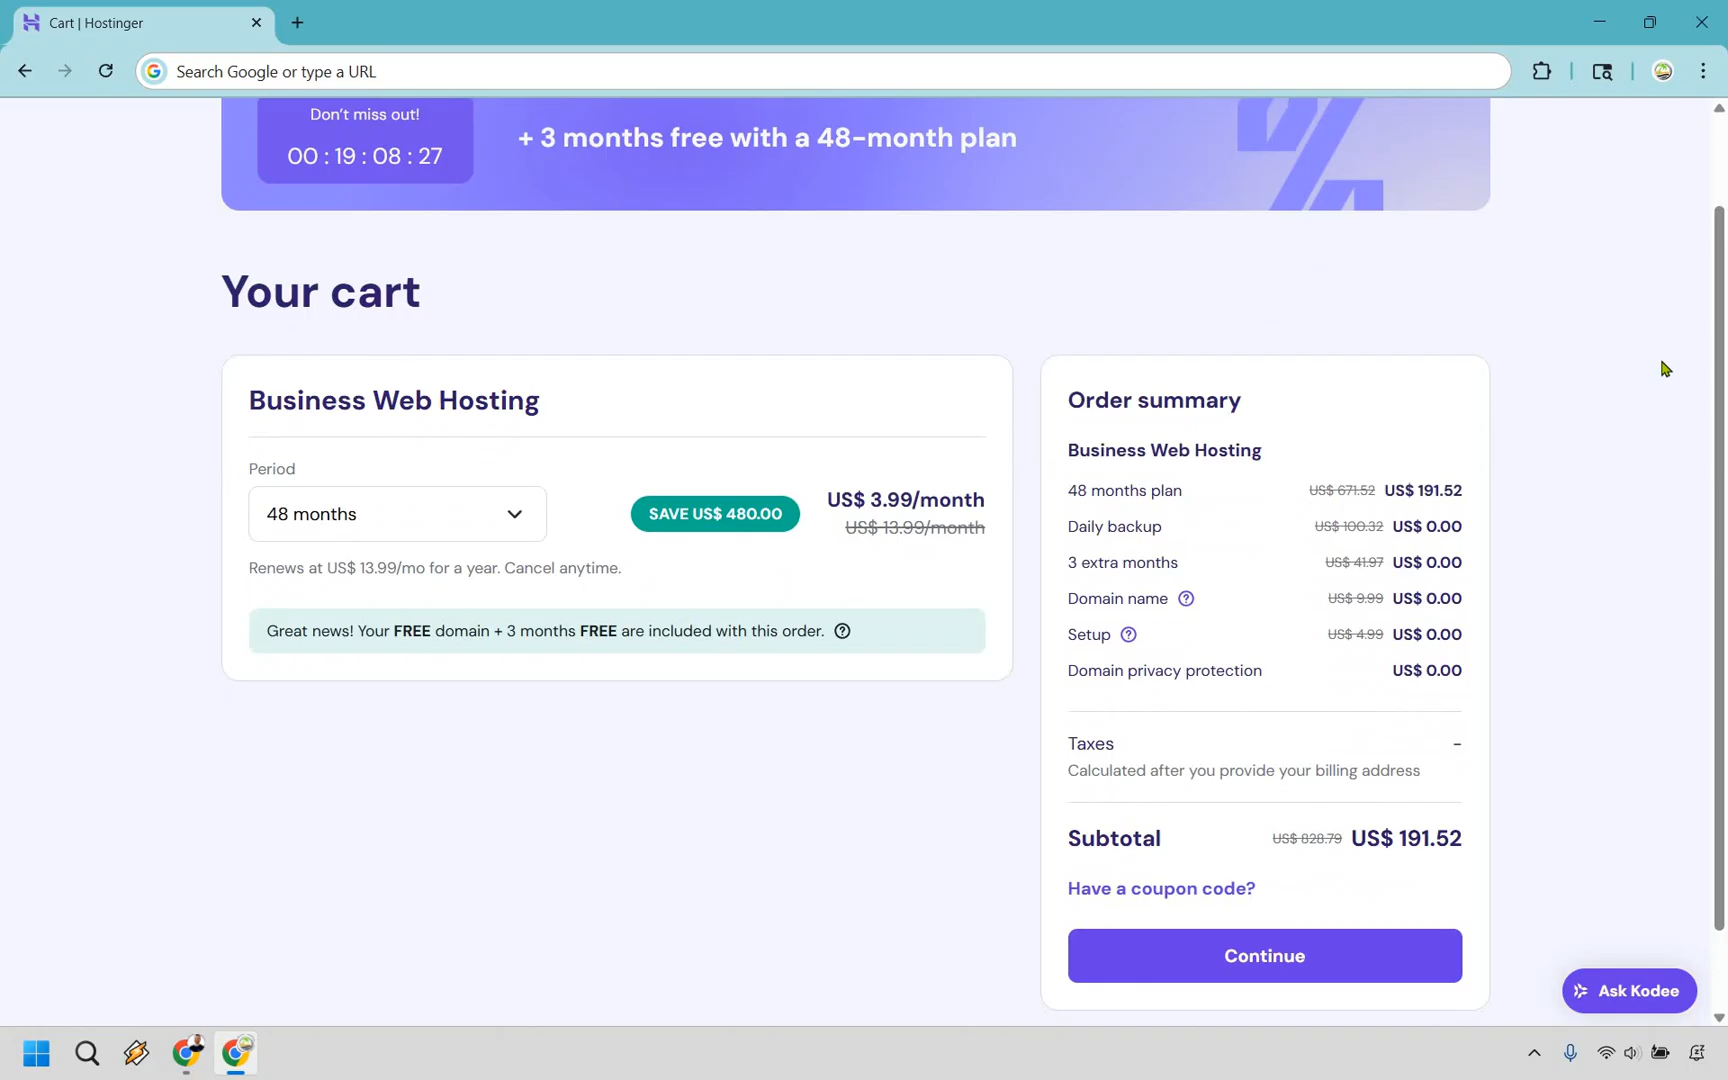 Cart | Hostinger
Search Google or type a URL
Don't miss out!
00 : 19 : 08 : 27
+ 3 months free with a 48-month plan
Your cart
Business Web Hosting
Period
48 months
SAVE US$ 480.00
US$ 3.99/month
US$ 13.99/month
Renews at US$ 13.99/mo for a year. Cancel anytime.
Great news! Your FREE domain + 3 months FREE are included with this order.
Order summary
Business Web Hosting
48 months plan US$ 671.52 US$ 191.52
Daily backup US$ 100.32 US$ 0.00
3 extra months US$ 41.97 US$ 0.00
Domain name US$ 9.99 US$ 0.00
Setup US$ 4.99 US$ 0.00
Domain privacy protection US$ 0.00
Taxes -
Calculated after you provide your billing address
Subtotal US$ 828.79 US$ 191.52
Have a coupon code?
Continue
Ask Kodee